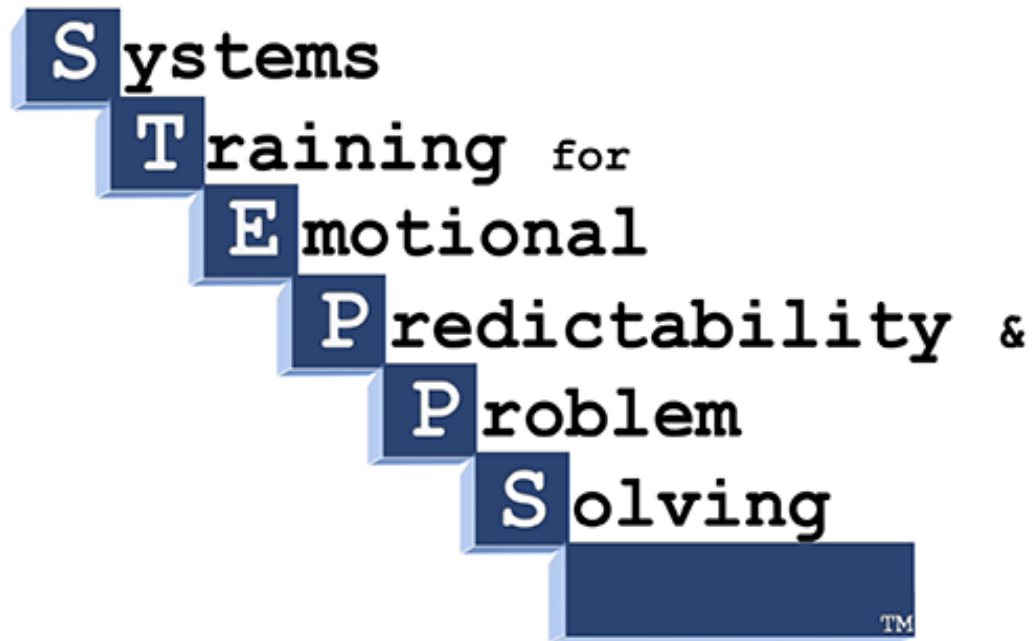 Systems
Training for
Emotional
Predictability &
Problem
Solving
TM